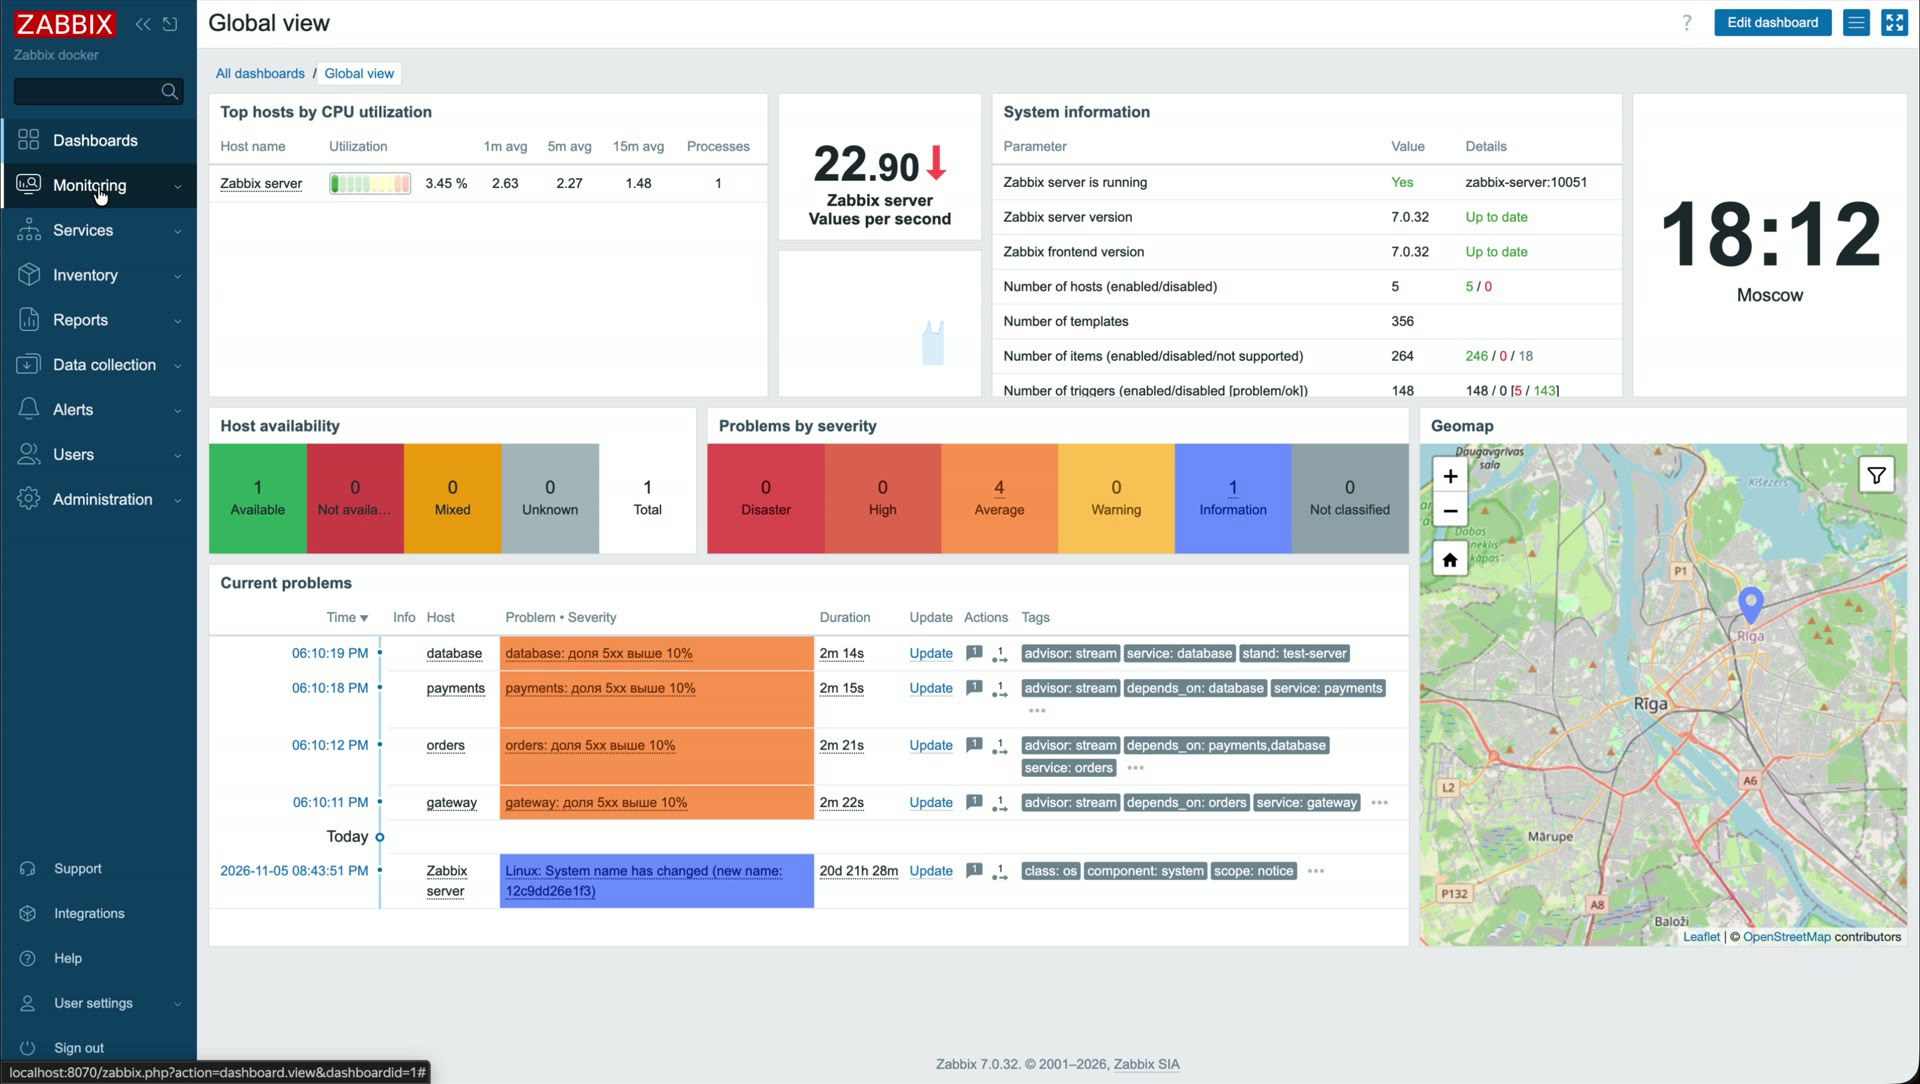 ZABBIX
Zabbix docker
Dashboards
Monitoring
Services
Inventory
Reports
Data collection
Alerts
Users
Administration
Support
Integrations
Help
User settings
Sign out
localhost:8070/zabbix.php?action=dashboard.view&dashboardid=1#
Global view
?
Edit dashboard
All dashboards / Global view
Top hosts by CPU utilization
Host name Utilization 1m avg 5m avg 15m avg Processes
Zabbix server 3.45 % 2.63 2.27 1.48 1
22.90
Zabbix server
Values per second
System information
Parameter Value Details
Zabbix server is running Yes zabbix-server:10051
Zabbix server version 7.0.32 Up to date
Zabbix frontend version 7.0.32 Up to date
Number of hosts (enabled/disabled) 5 5 / 0
Number of templates 356
Number of items (enabled/disabled/not supported) 264 246 / 0 / 18
Number of triggers (enabled/disabled [problem/ok]) 148 148 / 0 [5 / 143]
18:12
Moscow
Host availability
1 Available
0 Not availa...
0 Mixed
0 Unknown
1 Total
Problems by severity
0 Disaster
0 High
4 Average
0 Warning
1 Information
0 Not classified
Current problems
Time Info Host Problem • Severity Duration Update Actions Tags
06:10:19 PM database database: доля 5xx выше 10% 2m 14s Update 1 1 advisor: stream service: database stand: test-server
06:10:18 PM payments payments: доля 5xx выше 10% 2m 15s Update 1 1 advisor: stream depends_on: database service: payments
•••
06:10:12 PM orders orders: доля 5xx выше 10% 2m 21s Update 1 1 advisor: stream depends_on: payments,database
service: orders •••
06:10:11 PM gateway gateway: доля 5xx выше 10% 2m 22s Update 1 1 advisor: stream depends_on: orders service: gateway •••
Today
2026-11-05 08:43:51 PM Zabbix server Linux: System name has changed (new name: 12c9dd26e1f3) 20d 21h 28m Update 1 1 class: os component: system scope: notice •••
Geomap
+
−
Daugavgrīvas
sala
Ķīšezers
Dabas
kāpas"
P1
Rīga
Rīga
L2
A6
Mārupe
P132
A8
Baloži
Leaflet | © OpenStreetMap contributors
Zabbix 7.0.32. © 2001–2026, Zabbix SIA